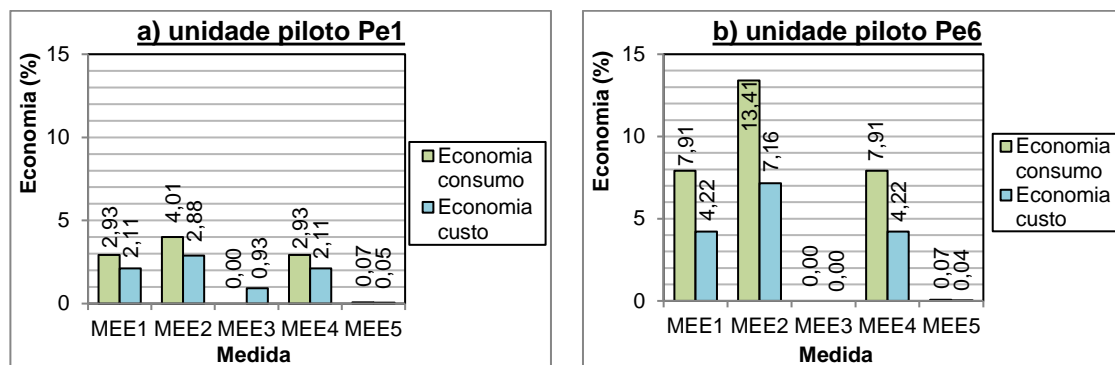 a) unidade piloto Pe1
15
10
5
0
Economia (%)
2,93
2,11
4,01
2,88
0,00
0,93
2,93
2,11
0,07
0,05
MEE1 MEE2 MEE3 MEE4 MEE5
Medida
Economia
consumo
Economia
custo
b) unidade piloto Pe6
15
10
5
0
Economia (%)
7,91
4,22
13,41
7,16
0,00
0,00
7,91
4,22
0,07
0,04
MEE1 MEE2 MEE3 MEE4 MEE5
Medida
Economia
consumo
Economia
custo